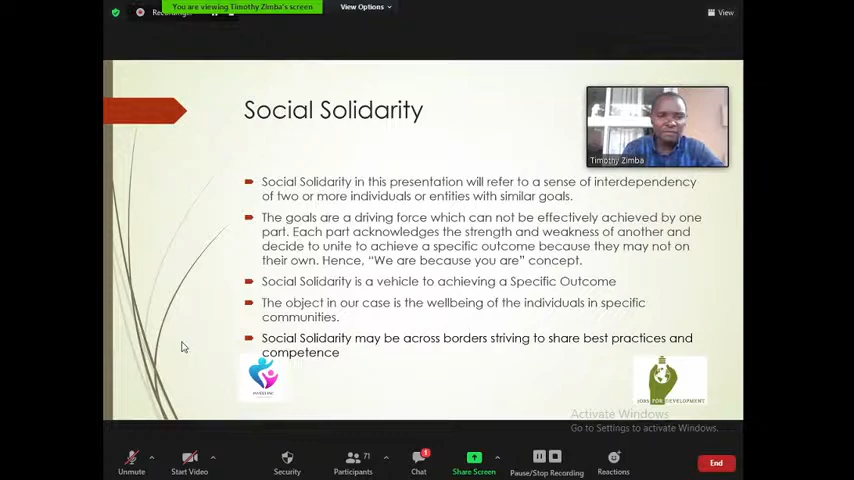 You are viewing Timothy Zimba's screen
View Options
View
Social Solidarity
Timothy Zimba
Social Solidarity in this presentation will refer to a sense of interdependency
of two or more individuals or entities with similar goals.
The goals are a driving force which can not be effectively achieved by one
part. Each part acknowledges the strength and weakness of another and
decide to unite to achieve a specific outcome because they may not on
their own. Hence, “We are because you are” concept.
Social Solidarity is a vehicle to achieving a Specific Outcome
The object in our case is the wellbeing of the individuals in specific
communities.
Social Solidarity may be across borders striving to share best practices and
competence
JOBS FOR DEVELOPMENT
Activate Windows
Go to Settings to activate Windows.
71
1
Unmute
Start Video
Security
Participants
Chat
Share Screen
Pause/Stop Recording
Reactions
End